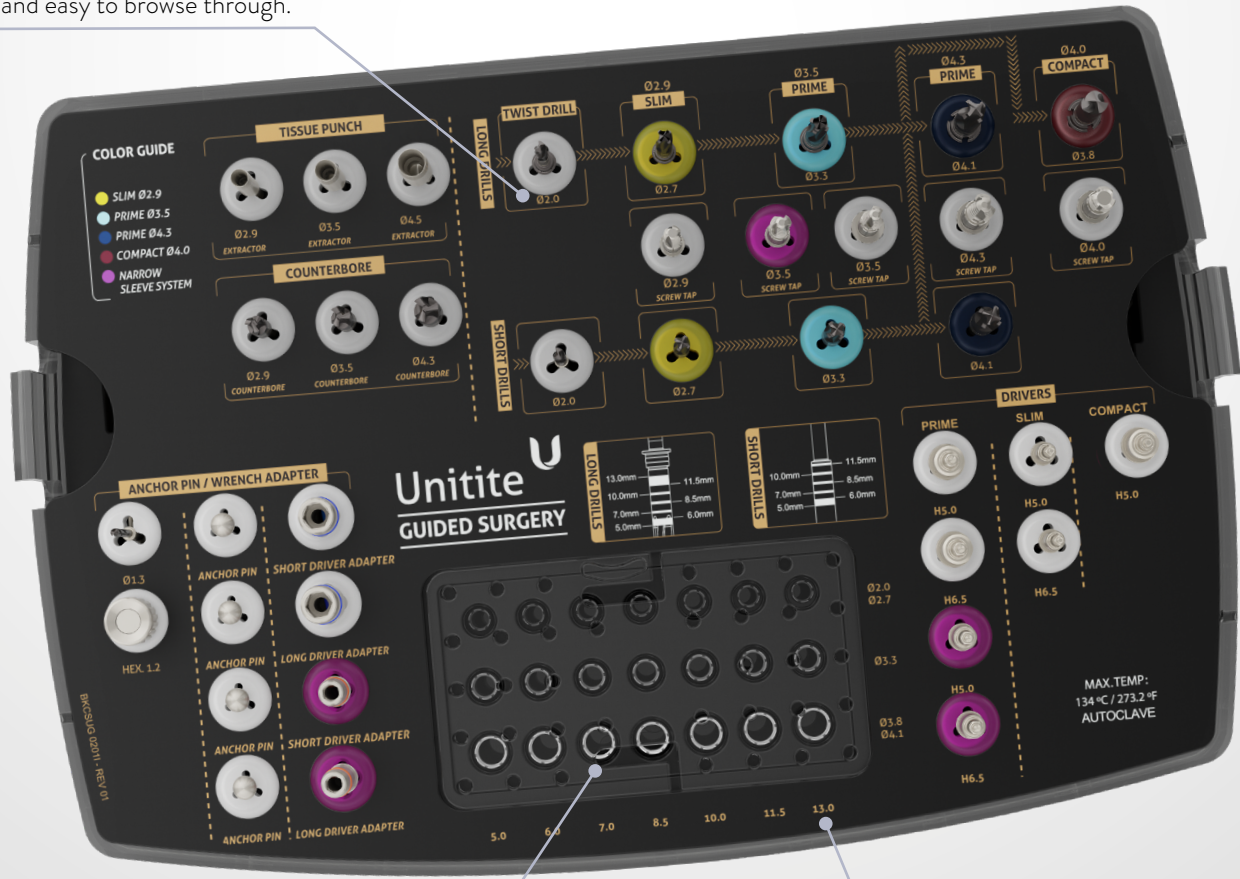 and easy to browse through.
COLOR GUIDE
SLIM Ø2.9
PRIME Ø3.5
PRIME Ø4.3
COMPACT Ø4.0
NARROW
SLEEVE SYSTEM
TISSUE PUNCH
Ø2.9
EXTRACTOR
Ø3.5
EXTRACTOR
Ø4.5
EXTRACTOR
COUNTERBORE
Ø2.9
COUNTERBORE
Ø3.5
COUNTERBORE
Ø4.3
COUNTERBORE
LONG DRILLS
TWIST DRILL
Ø2.0
Ø2.9
SLIM
Ø2.7
Ø3.5
PRIME
Ø3.3
Ø4.3
PRIME
Ø4.1
Ø4.0
COMPACT
Ø3.8
Ø2.9
SCREW TAP
Ø3.5
SCREW TAP
Ø3.5
SCREW TAP
Ø4.3
SCREW TAP
Ø4.0
SCREW TAP
SHORT DRILLS
Ø2.0
Ø2.7
Ø3.3
Ø4.1
ANCHOR PIN / WRENCH ADAPTER
Ø1.3
HEX. 1.2
ANCHOR PIN
ANCHOR PIN
ANCHOR PIN
ANCHOR PIN
SHORT DRIVER ADAPTER
LONG DRIVER ADAPTER
SHORT DRIVER ADAPTER
LONG DRIVER ADAPTER
BKCSUG 0201I - REV 01
Unitite
GUIDED SURGERY
LONG DRILLS
13.0mm
11.5mm
10.0mm
8.5mm
7.0mm
6.0mm
5.0mm
SHORT DRILLS
11.5mm
10.0mm
8.5mm
7.0mm
6.0mm
5.0mm
DRIVERS
PRIME
SLIM
COMPACT
H5.0
H5.0
H5.0
H6.5
H6.5
H5.0
H6.5
Ø2.0
Ø2.7
Ø3.3
Ø3.8
Ø4.1
5.0
6.0
7.0
8.5
10.0
11.5
13.0
MAX.TEMP:
134 ºC / 273.2 ºF
AUTOCLAVE